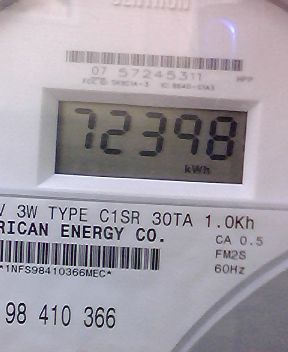 07 57245311
HPP
72398
kWh
V 3W TYPE C1SR 30TA 1.0Kh
RICAN ENERGY CO.
CA 0.5
FM2S
60Hz
*1NFS98410366MEC*
98 410 366